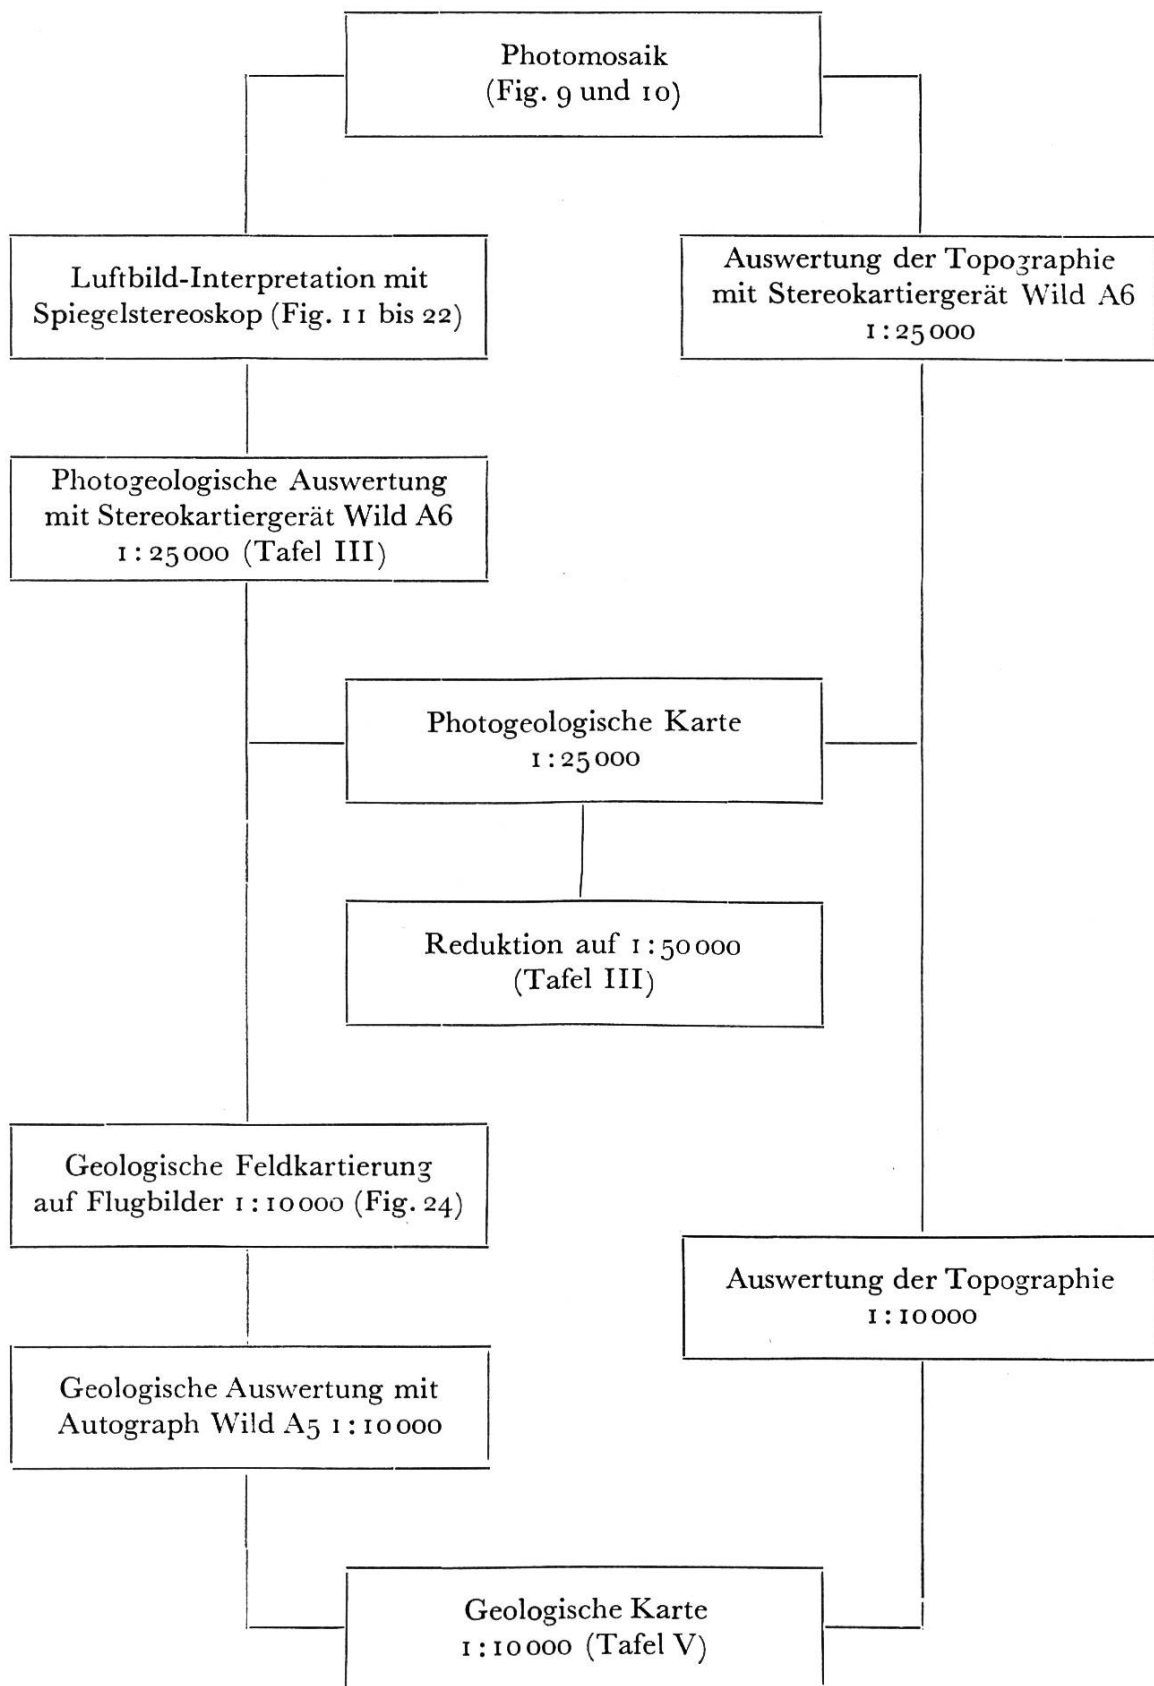 Photomosaik
(Fig. 9 und 10)
Luftbild-Interpretation mit
Spiegelstereoskop (Fig. 11 bis 22)
Auswertung der Topographie
mit Stereokartiergerät Wild A6
1:25000
Photogeologische Auswertung
mit Stereokartiergerät Wild A6
1:25000 (Tafel III)
Photogeologische Karte
1:25000
Reduktion auf 1:50000
(Tafel III)
Geologische Feldkartierung
auf Flugbilder 1:10000 (Fig. 24)
Auswertung der Topographie
1:10000
Geologische Auswertung mit
Autograph Wild A5 1:10000
Geologische Karte
1:10000 (Tafel V)